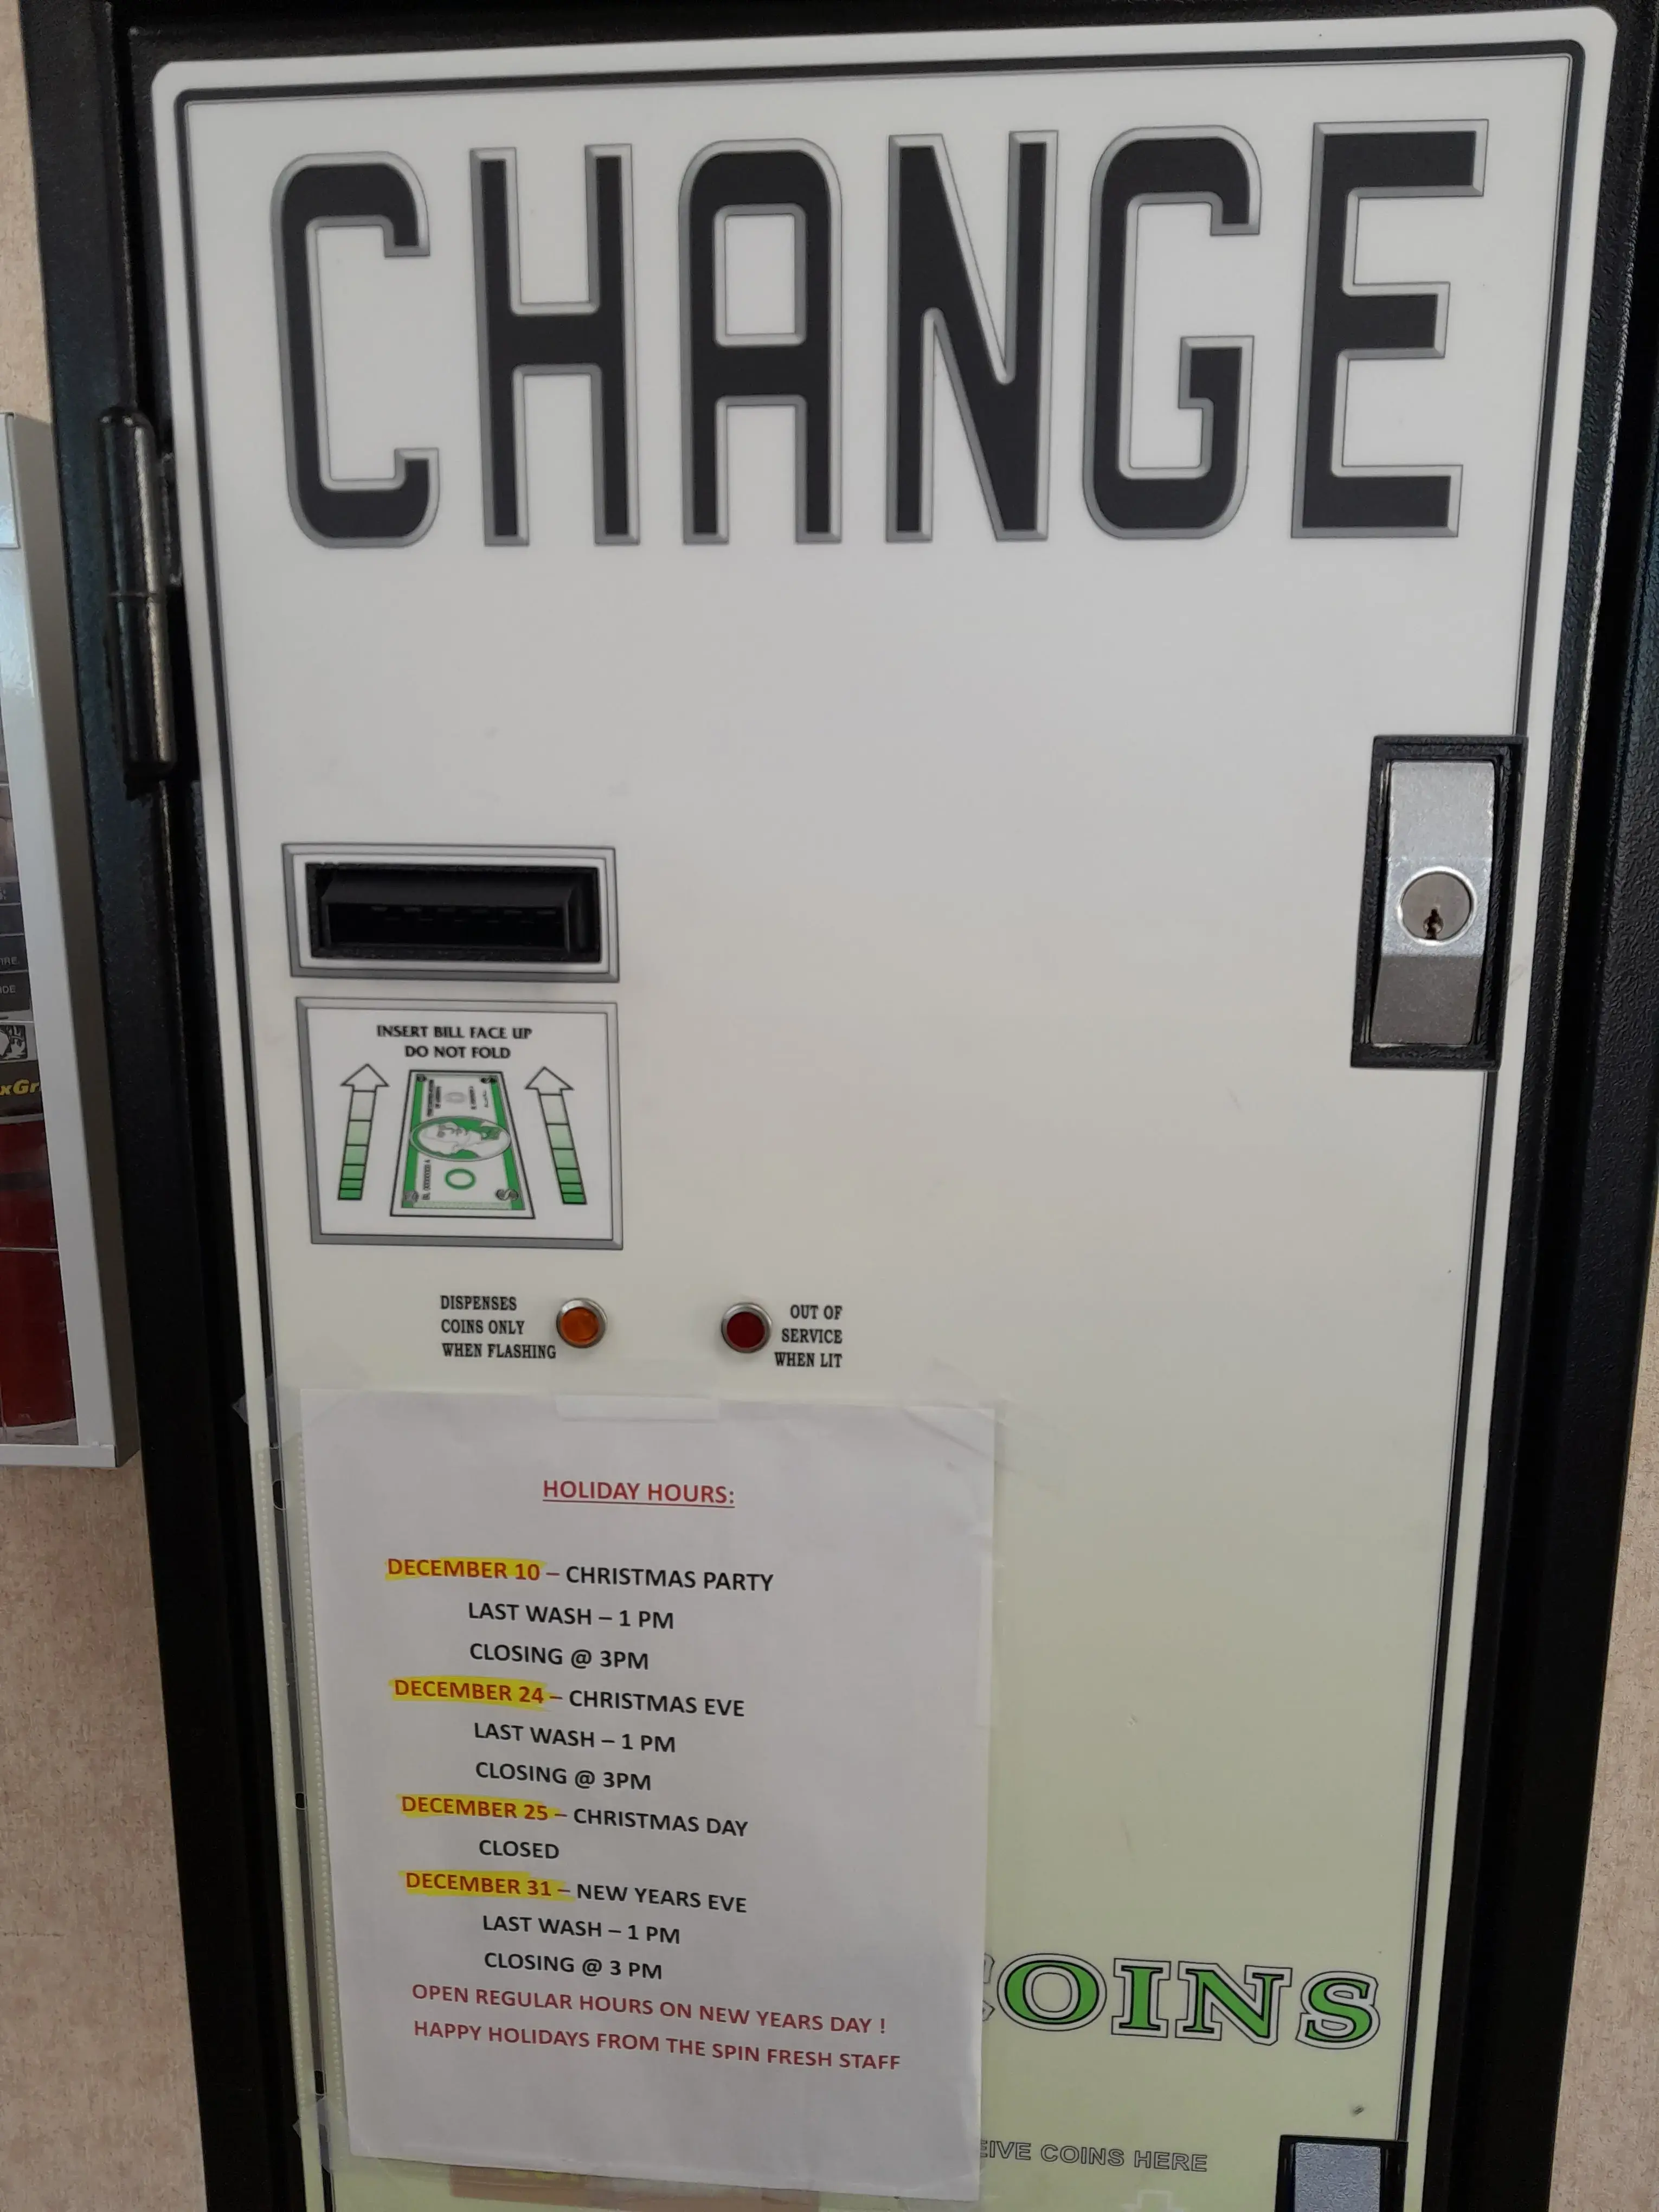 CHANGE
INSERT BILL FACE UP
DO NOT FOLD
DISPENSES
COINS ONLY
WHEN FLASHING
OUT OF
SERVICE
WHEN LIT
HOLIDAY HOURS:
DECEMBER 10 – CHRISTMAS PARTY
LAST WASH – 1 PM
CLOSING @ 3PM
DECEMBER 24 – CHRISTMAS EVE
LAST WASH – 1 PM
CLOSING @ 3PM
DECEMBER 25 – CHRISTMAS DAY
CLOSED
DECEMBER 31 – NEW YEARS EVE
LAST WASH – 1 PM
CLOSING @ 3 PM
OPEN REGULAR HOURS ON NEW YEARS DAY !
HAPPY HOLIDAYS FROM THE SPIN FRESH STAFF
COINS
COINS HERE